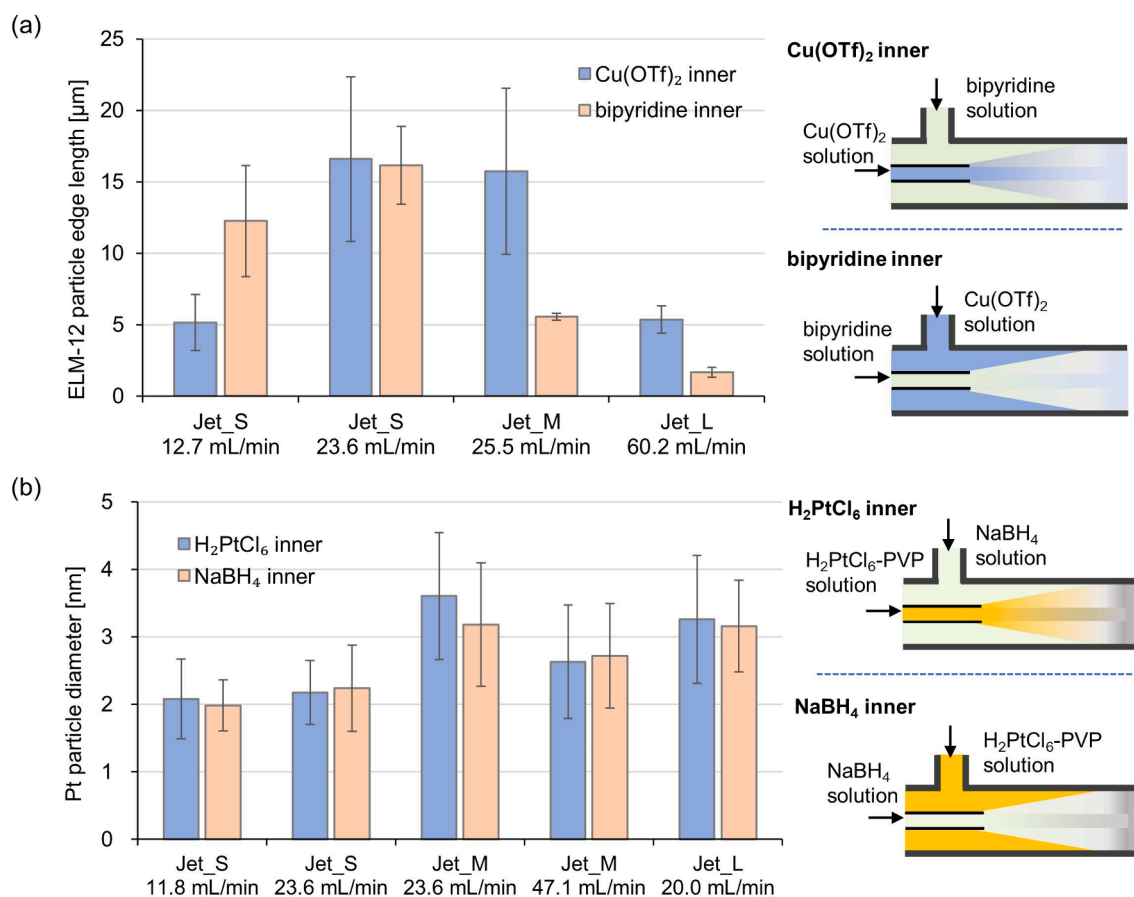 (a)
ELM-12 particle edge length [µm]
25
20
15
10
5
0
Cu(OTf)₂ inner
bipyridine inner
Jet_S
12.7 mL/min
Jet_S
23.6 mL/min
Jet_M
25.5 mL/min
Jet_L
60.2 mL/min
Cu(OTf)₂ inner
bipyridine
solution
Cu(OTf)₂
solution
bipyridine inner
Cu(OTf)₂
solution
bipyridine
solution
(b)
Pt particle diameter [nm]
5
4
3
2
1
0
H₂PtCl₆ inner
NaBH₄ inner
Jet_S
11.8 mL/min
Jet_S
23.6 mL/min
Jet_M
23.6 mL/min
Jet_M
47.1 mL/min
Jet_L
20.0 mL/min
H₂PtCl₆ inner
NaBH₄
solution
H₂PtCl₆-PVP
solution
NaBH₄ inner
H₂PtCl₆-PVP
solution
NaBH₄
solution